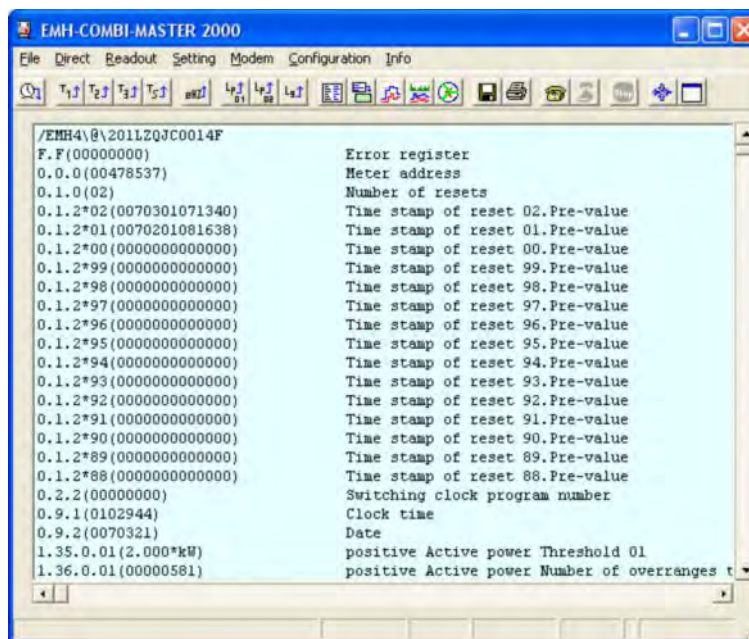 EMH-COMBI-MASTER 2000
File Direct Readout Setting Modem Configuration Info
/EMH4\@\201LZQJC0014F
F.F(00000000) Error register
0.0.0(00478537) Meter address
0.1.0(02) Number of resets
0.1.2*02(0070301071340) Time stamp of reset 02.Pre-value
0.1.2*01(0070201081638) Time stamp of reset 01.Pre-value
0.1.2*00(0000000000000) Time stamp of reset 00.Pre-value
0.1.2*99(0000000000000) Time stamp of reset 99.Pre-value
0.1.2*98(0000000000000) Time stamp of reset 98.Pre-value
0.1.2*97(0000000000000) Time stamp of reset 97.Pre-value
0.1.2*96(0000000000000) Time stamp of reset 96.Pre-value
0.1.2*95(0000000000000) Time stamp of reset 95.Pre-value
0.1.2*94(0000000000000) Time stamp of reset 94.Pre-value
0.1.2*93(0000000000000) Time stamp of reset 93.Pre-value
0.1.2*92(0000000000000) Time stamp of reset 92.Pre-value
0.1.2*91(0000000000000) Time stamp of reset 91.Pre-value
0.1.2*90(0000000000000) Time stamp of reset 90.Pre-value
0.1.2*89(0000000000000) Time stamp of reset 89.Pre-value
0.1.2*88(0000000000000) Time stamp of reset 88.Pre-value
0.2.2(00000000) Switching clock program number
0.9.1(0102944) Clock time
0.9.2(0070321) Date
1.35.0.01(2.000*kW) positive Active power Threshold 01
1.36.0.01(00000581) positive Active power Number of overranges t